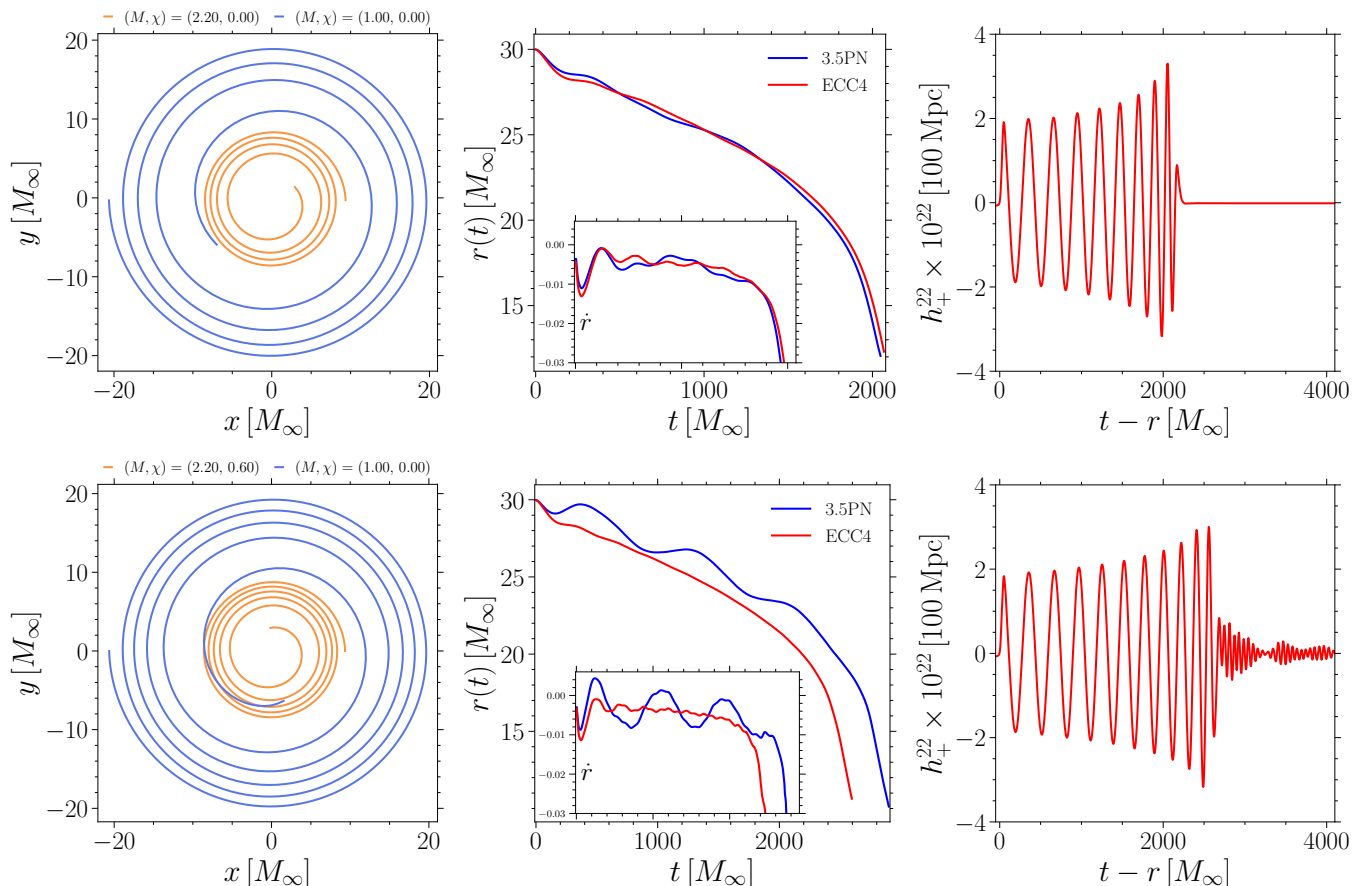 (M, χ) = (2.20, 0.00) (M, χ) = (1.00, 0.00)
20
10
0
−10
−20
y [M∞]
−20 0 20
x [M∞]
30
25
20
15
r(t) [M∞]
3.5PN
ECC4
0.00
−0.01
−0.02
−0.03
ṙ
0 1000 2000
t [M∞]
4
2
0
−2
−4
h₊²² × 10²² [100 Mpc]
0 2000 4000
t − r [M∞]
(M, χ) = (2.20, 0.60) (M, χ) = (1.00, 0.00)
20
10
0
−10
−20
y [M∞]
−20 0 20
x [M∞]
30
25
20
15
r(t) [M∞]
3.5PN
ECC4
0.00
−0.01
−0.02
−0.03
ṙ
0 1000 2000
t [M∞]
4
2
0
−2
−4
h₊²² × 10²² [100 Mpc]
0 2000 4000
t − r [M∞]